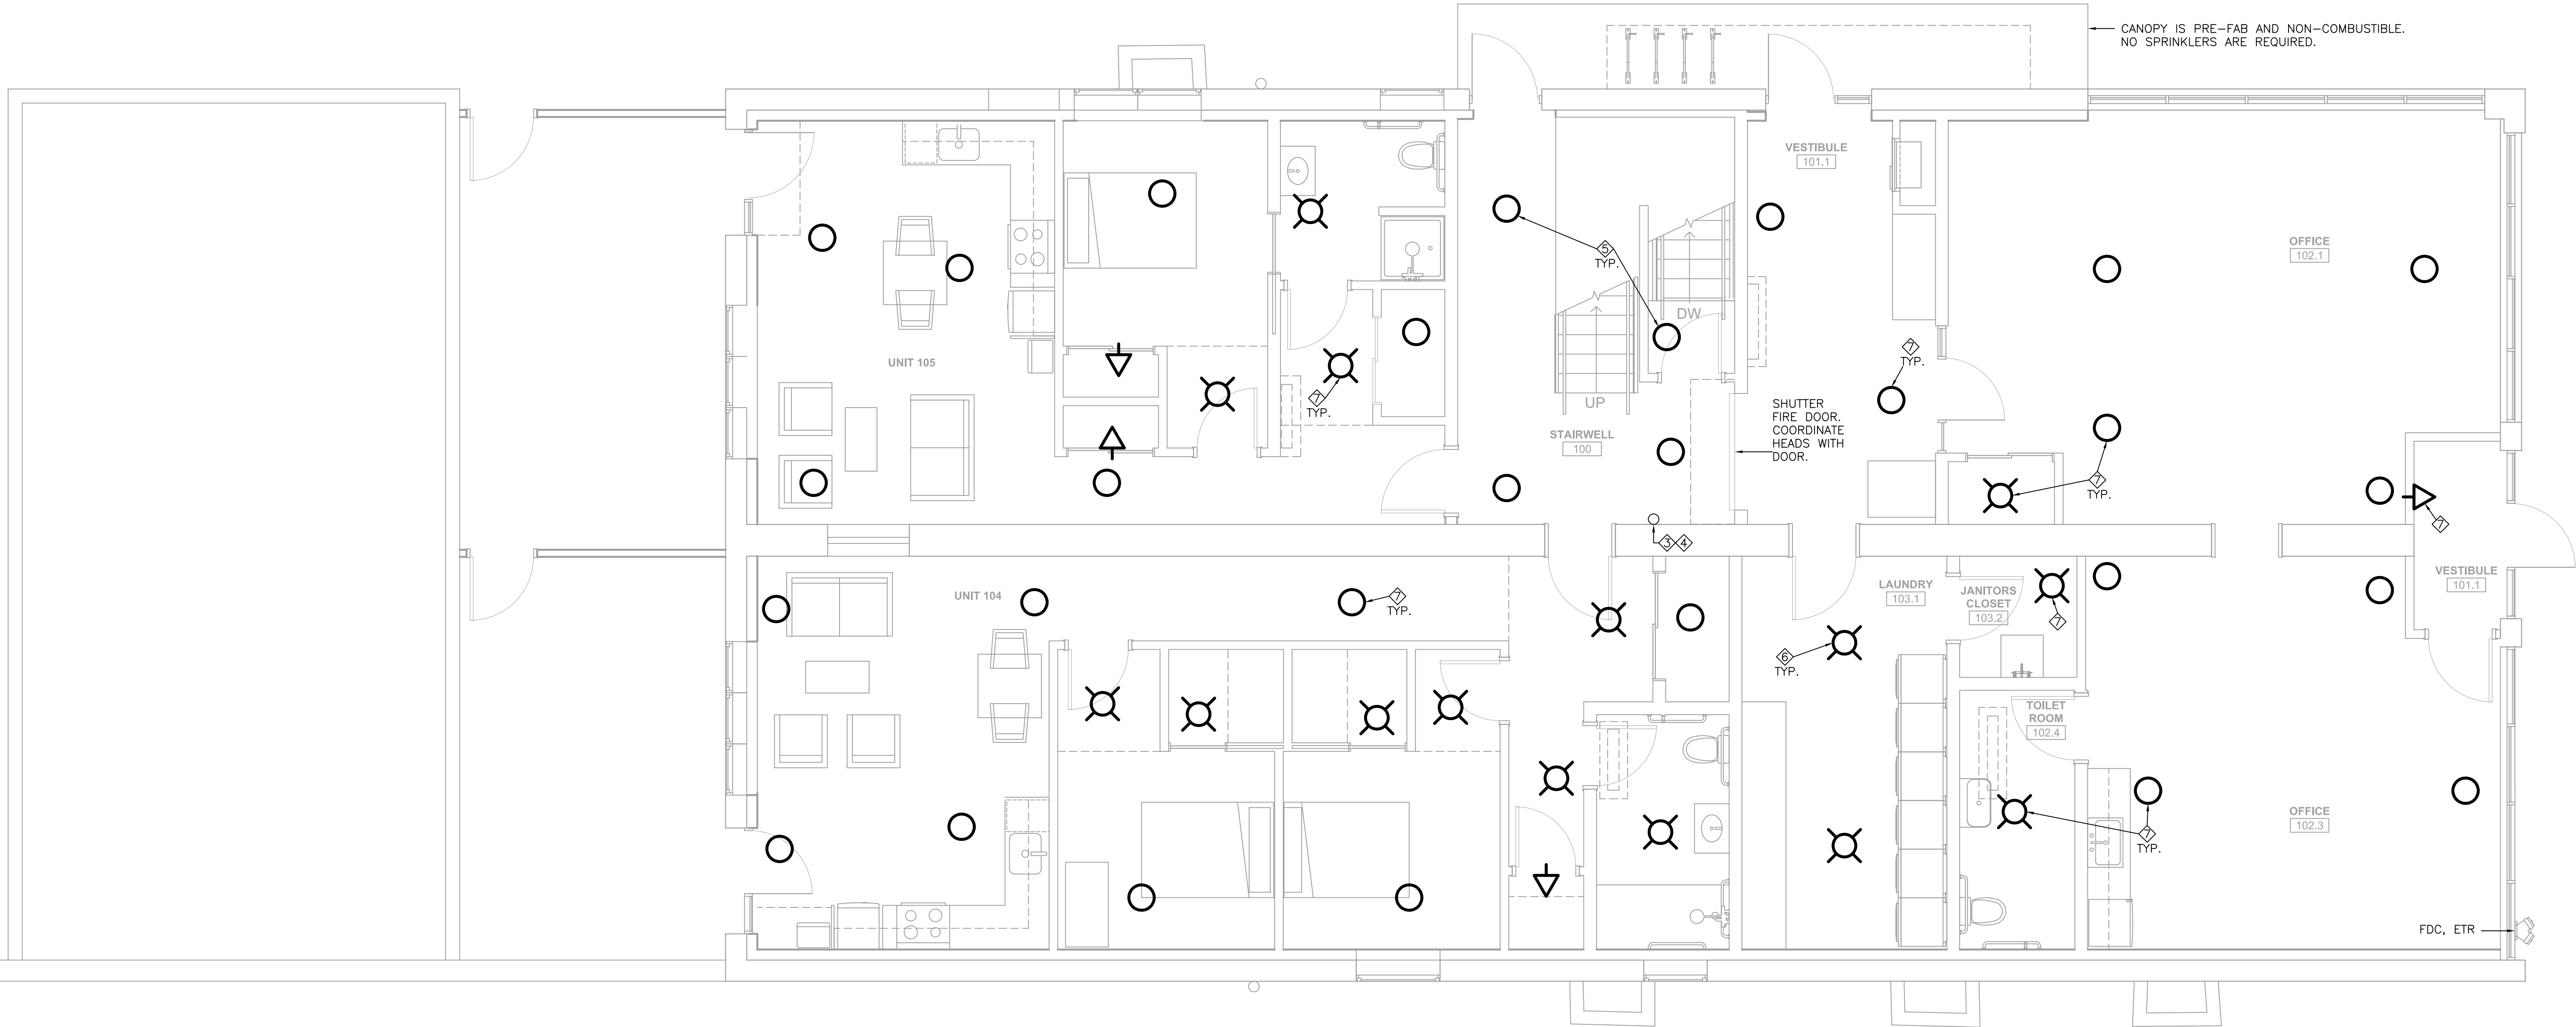 CANOPY IS PRE-FAB AND NON-COMBUSTIBLE.
NO SPRINKLERS ARE REQUIRED.
VESTIBULE
101.1
OFFICE
102.1
5
TYP.
DW
UNIT 105
7
TYP.
7
TYP.
UP
SHUTTER
FIRE DOOR.
COORDINATE
HEADS WITH
DOOR.
STAIRWELL
100
7
TYP.
7
3 4
VESTIBULE
101.1
UNIT 104
7
TYP.
LAUNDRY
103.1
JANITORS
CLOSET
103.2
7
6
TYP.
TOILET
ROOM
102.4
OFFICE
102.3
7
TYP.
FDC, ETR